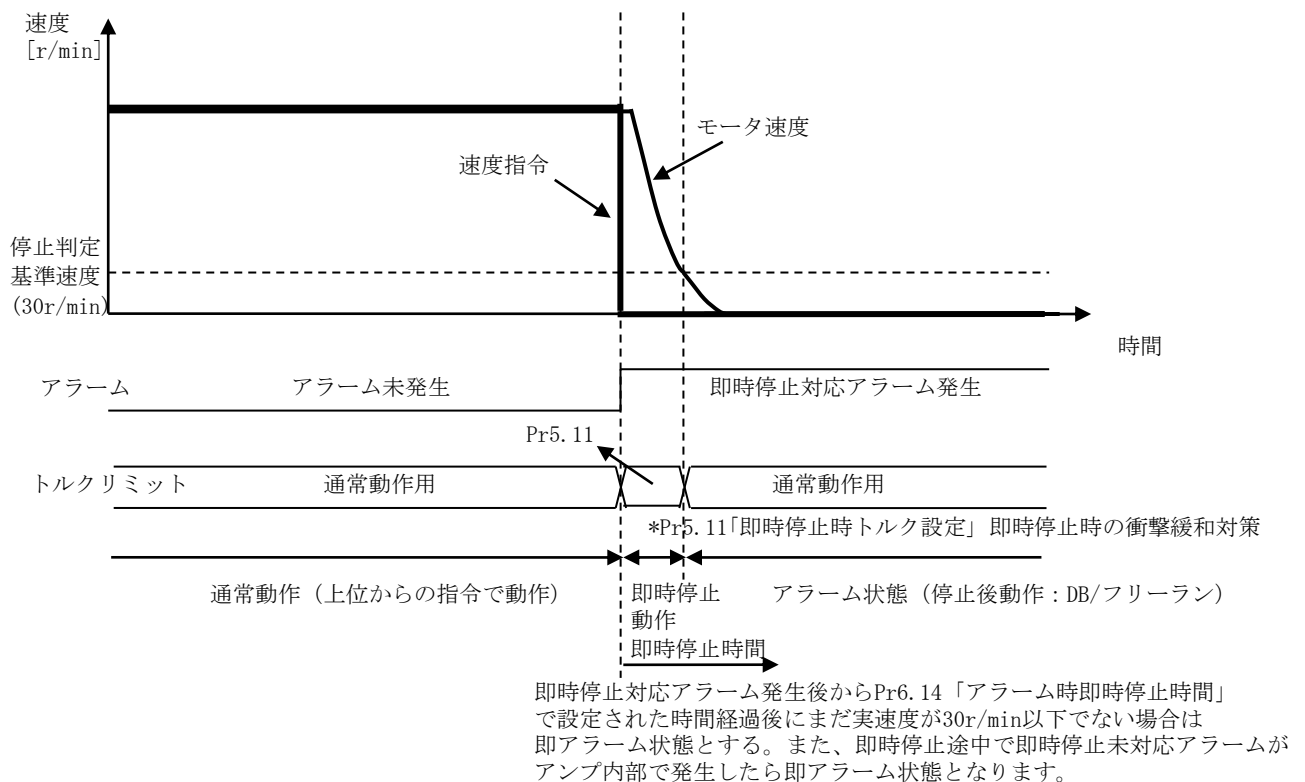 速度
[r/min]
モータ速度
速度指令
停止判定
基準速度
(30r/min)
時間
アラーム
アラーム未発生
即時停止対応アラーム発生
Pr5.11
トルクリミット
通常動作用
通常動作用
*Pr5.11「即時停止時トルク設定」即時停止時の衝撃緩和対策
通常動作（上位からの指令で動作）
即時停止
動作
アラーム状態（停止後動作：DB/フリーラン）
即時停止時間
即時停止対応アラーム発生後からPr6.14「アラーム時即時停止時間」
で設定された時間経過後にまだ実速度が30r/min以下でない場合は
即アラーム状態とする。また、即時停止途中で即時停止未対応アラームが
アンプ内部で発生したら即アラーム状態となります。